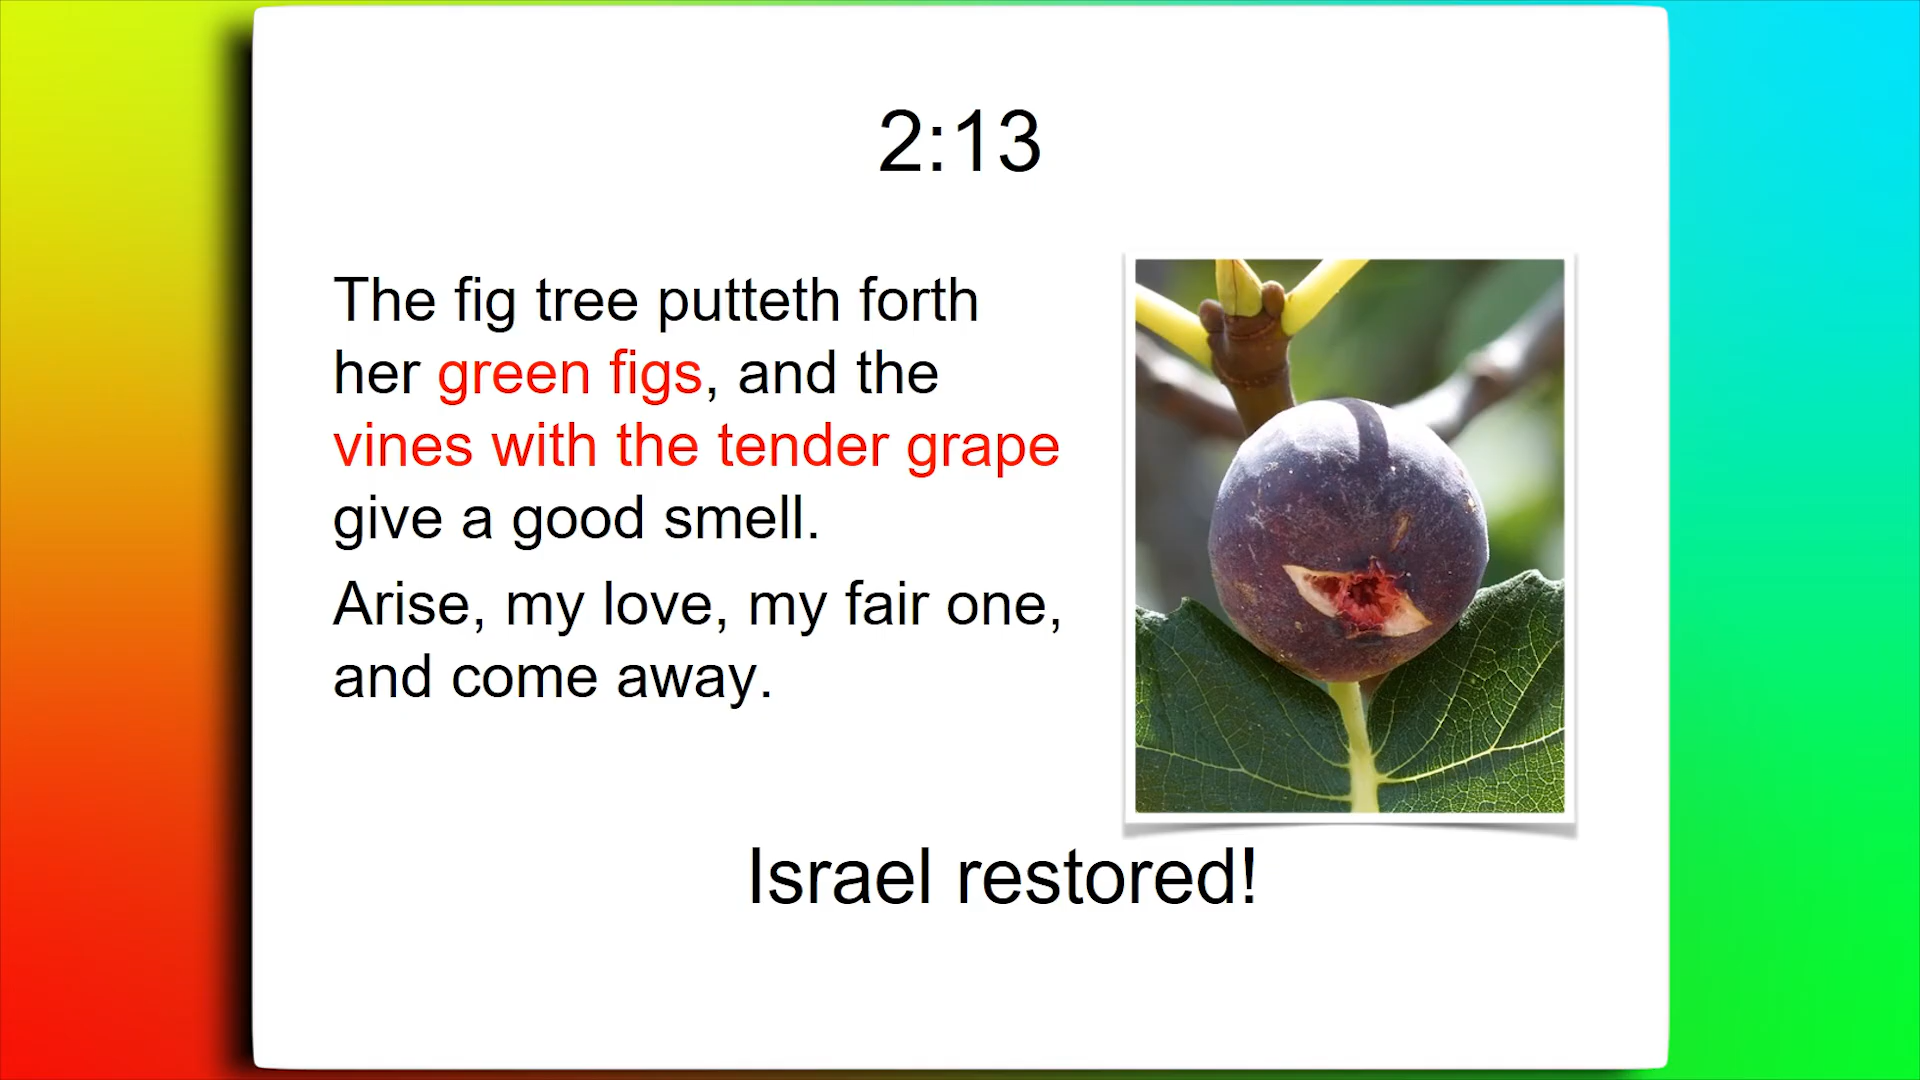 2:13
The fig tree putteth forth
her green figs, and the
vines with the tender grape
give a good smell.
Arise, my love, my fair one,
and come away.
Israel restored!